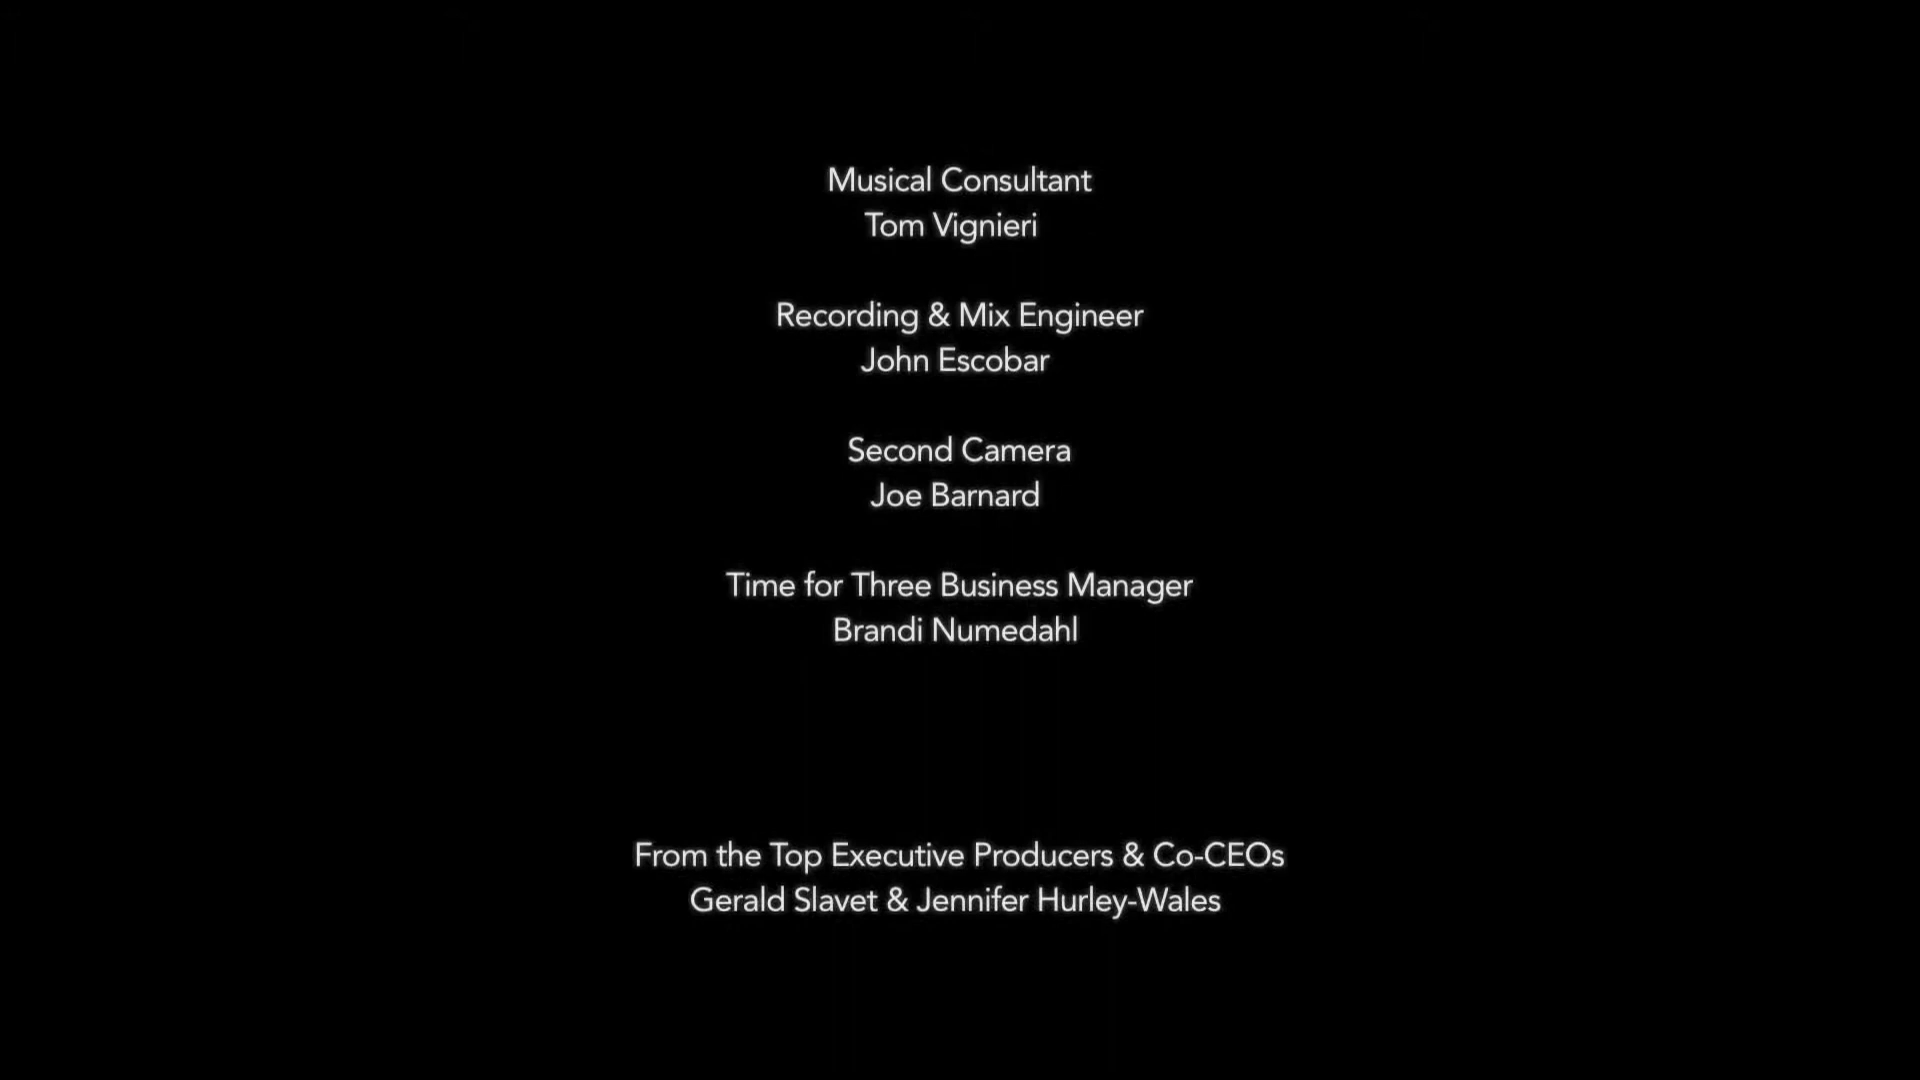 Musical Consultant
Tom Vignieri
Recording & Mix Engineer
John Escobar
Second Camera
Joe Barnard
Time for Three Business Manager
Brandi Numedahl
From the Top Executive Producers & Co-CEOs
Gerald Slavet & Jennifer Hurley-Wales